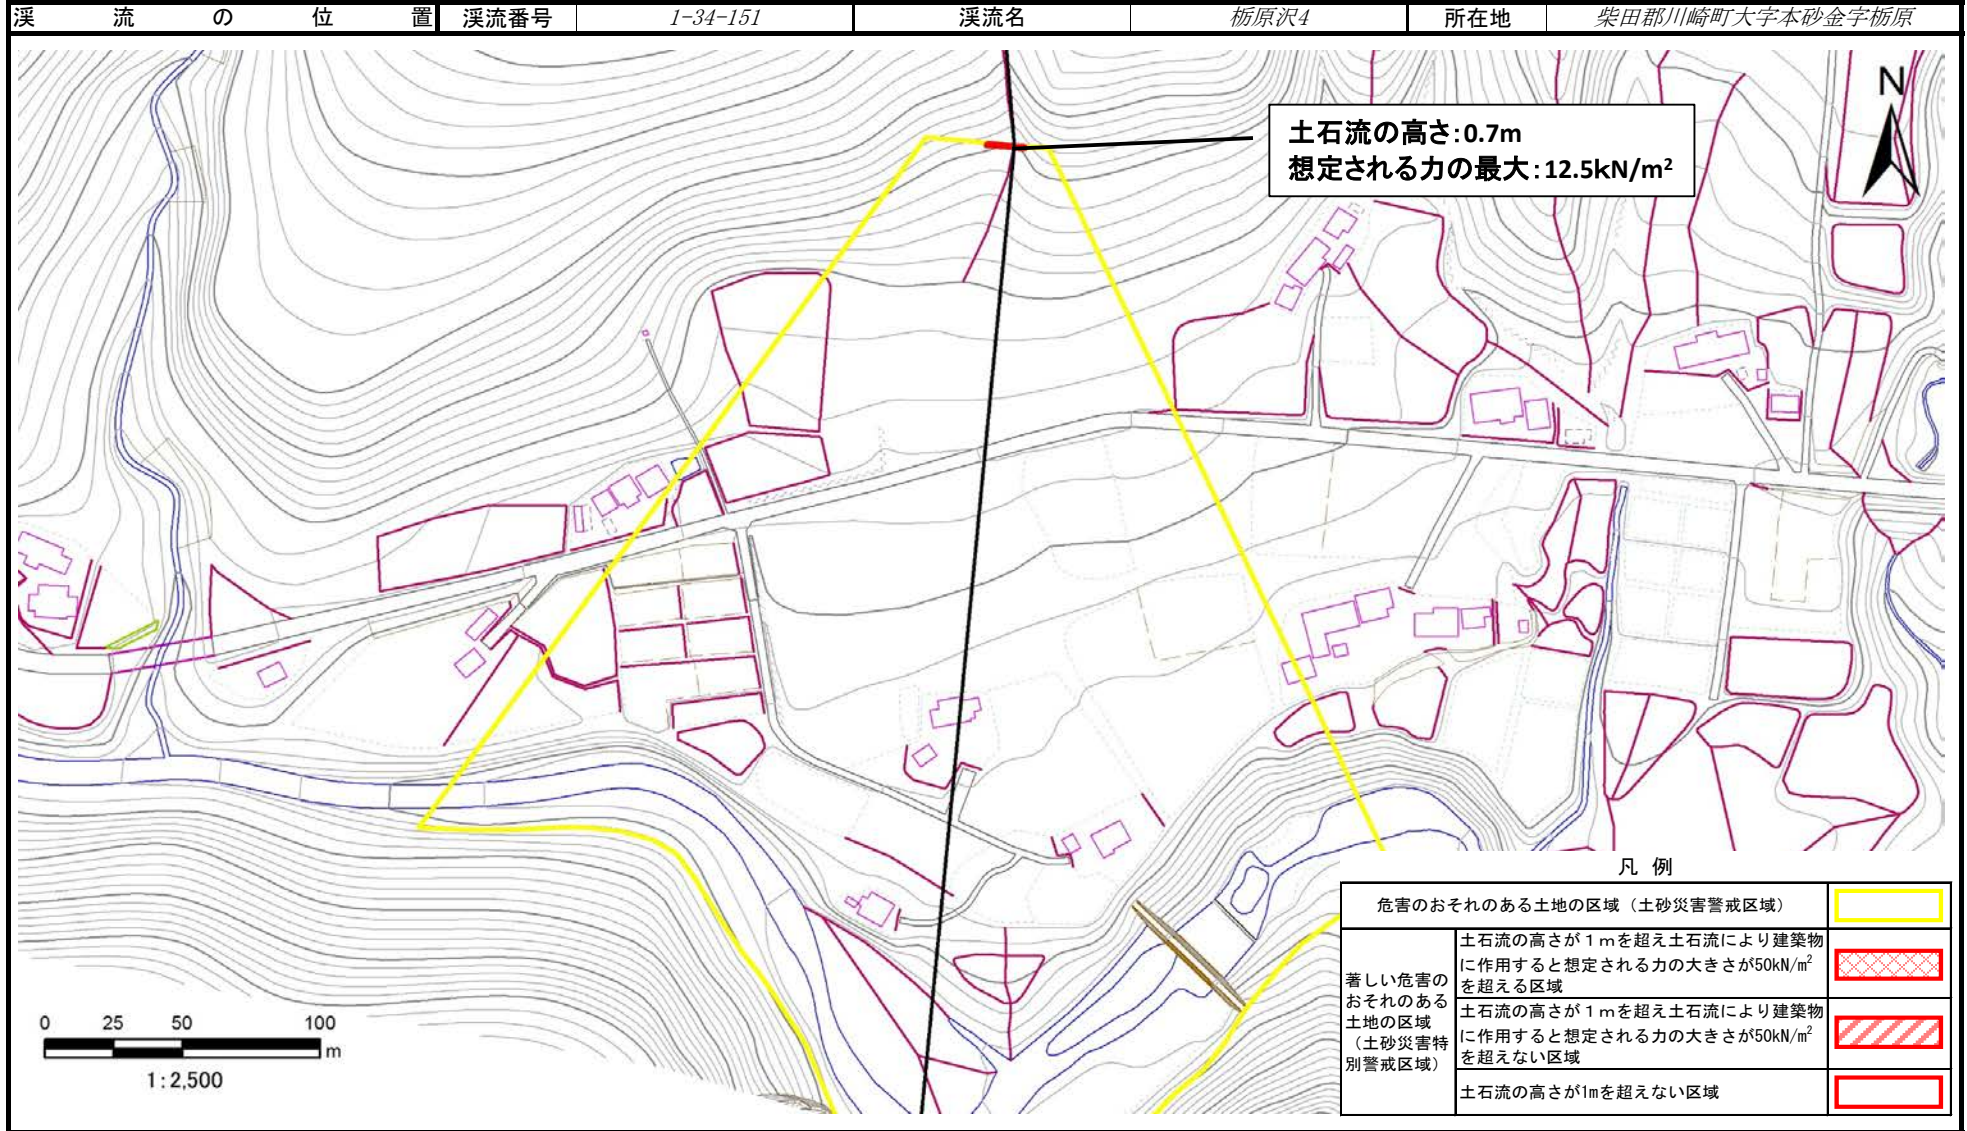 渓流の位置 渓流番号 1-34-151 渓流名 栃原沢4 所在地 柴田郡川崎町大字本砂金字栃原
N
土石流の高さ:0.7m
想定される力の最大:12.5kN/m²
凡 例
危害のおそれのある土地の区域（土砂災害警戒区域）
著しい危害の
おそれのある
土地の区域
（土砂災害特
別警戒区域）
土石流の高さが１ｍを超え土石流により建築物
に作用すると想定される力の大きさが50kN/m²
を超える区域
土石流の高さが１ｍを超え土石流により建築物
に作用すると想定される力の大きさが50kN/m²
を超えない区域
土石流の高さが1mを超えない区域
0 25 50 100
m
1:2,500